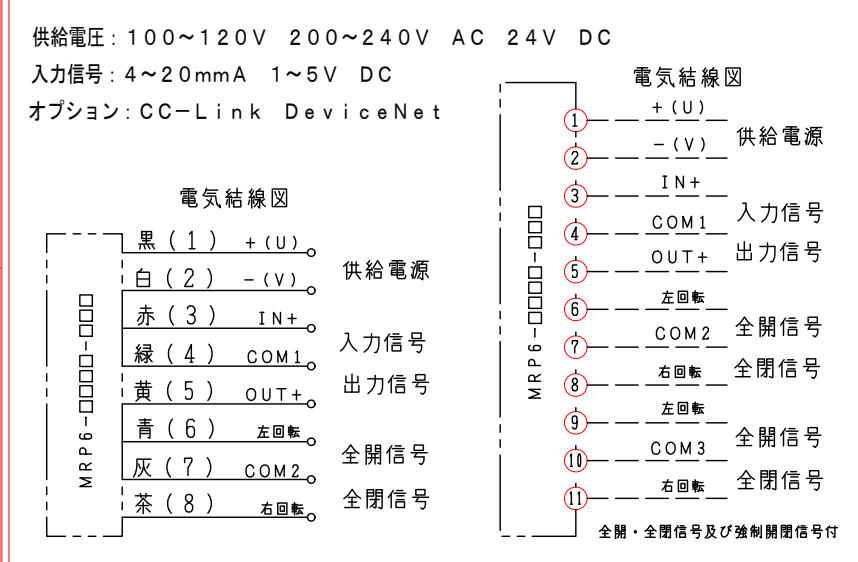 供給電圧：100～120V 200～240V AC 24V DC
入力信号：4～20mmA 1～5V DC
オプション：CC－Link DeviceNet
電気結線図
黒(1) +(U)
白(2) −(V)
供給電源
赤(3) IN+
緑(4) COM1
入力信号
黄(5) OUT+
出力信号
青(6) 左回転
灰(7) COM2
全開信号
茶(8) 右回転
全閉信号
MRP6-□□□□-□□□
電気結線図
① +(U)
② −(V)
供給電源
③ IN+
④ COM1
入力信号
⑤ OUT+
出力信号
⑥ 左回転
⑦ COM2
全開信号
⑧ 右回転
全閉信号
⑨ 左回転
⑩ COM3
全開信号
⑪ 右回転
全閉信号
MRP6-□□□□-□□□
全開・全閉信号及び強制開閉信号付